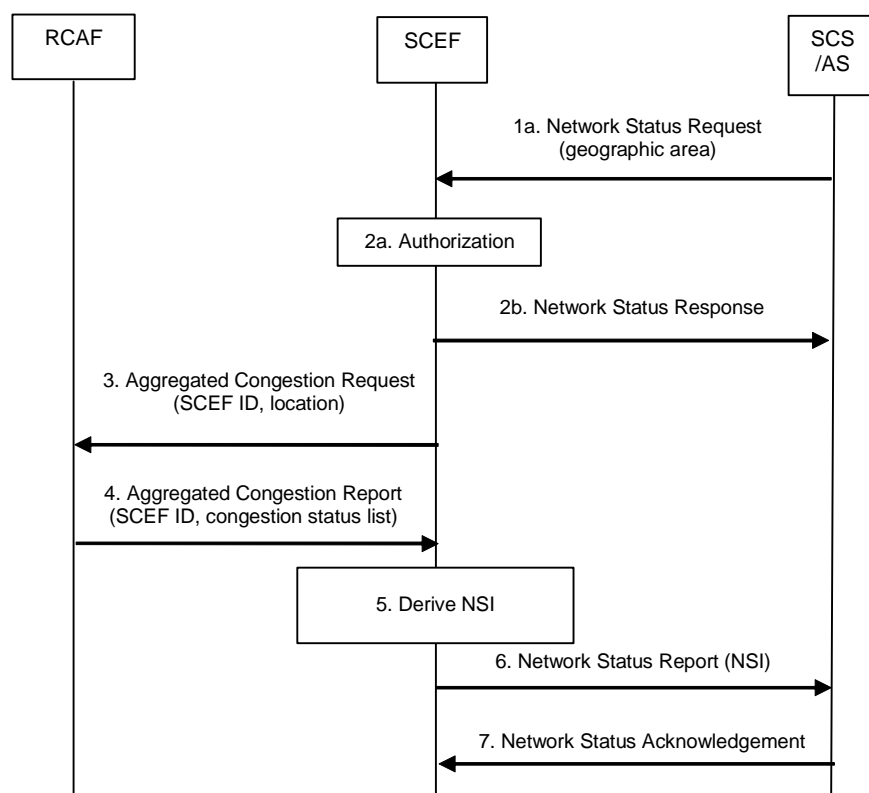 RCAF
SCEF
SCS
/AS
1a. Network Status Request
(geographic area)
2a. Authorization
2b. Network Status Response
3. Aggregated Congestion Request
(SCEF ID, location)
4. Aggregated Congestion Report
(SCEF ID, congestion status list)
5. Derive NSI
6. Network Status Report (NSI)
7. Network Status Acknowledgement